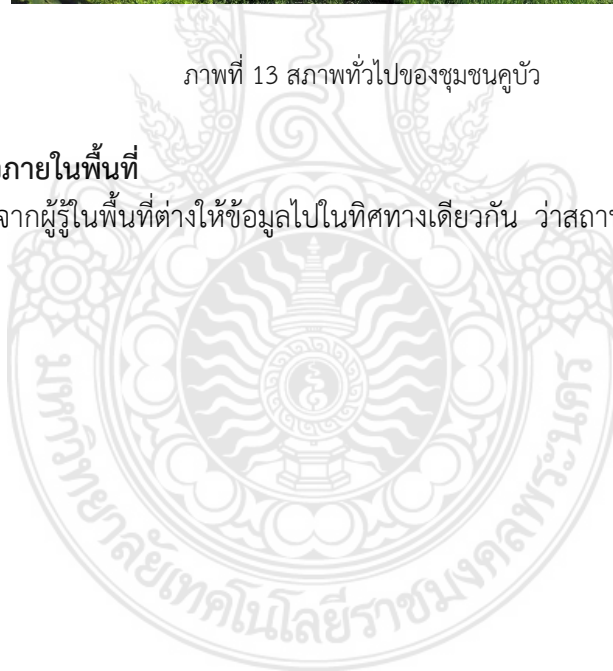 ภาพที่ 13 สภาพทั่วไปของชุมชนคูบัว
ภายในพื้นที่
จากผู้รู้ในพื้นที่ต่างให้ข้อมูลไปในทิศทางเดียวกัน ว่าสถาน
มหาวิทยาลัยเทคโนโลยีราชมงคลพระนคร